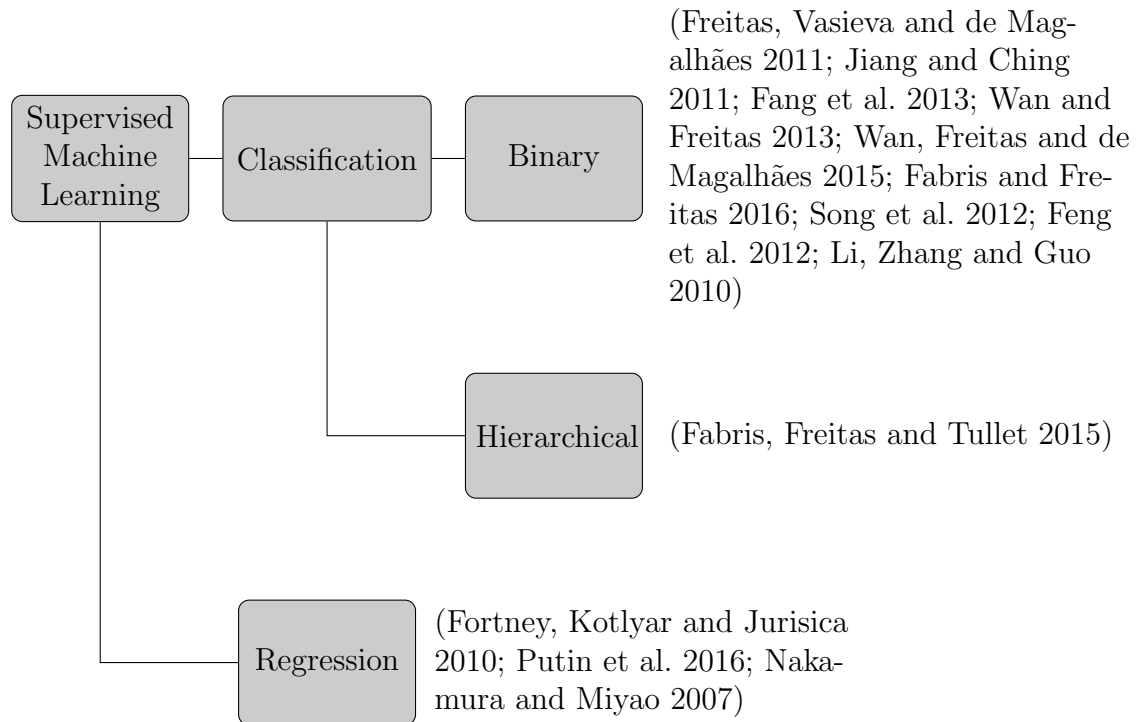 Supervised
Machine
Learning
Classification
Binary
(Freitas, Vasieva and de Mag-
alhães 2011; Jiang and Ching
2011; Fang et al. 2013; Wan and
Freitas 2013; Wan, Freitas and de
Magalhães 2015; Fabris and Fre-
itas 2016; Song et al. 2012; Feng
et al. 2012; Li, Zhang and Guo
2010)
Hierarchical
(Fabris, Freitas and Tullet 2015)
Regression
(Fortney, Kotlyar and Jurisica
2010; Putin et al. 2016; Naka-
mura and Miyao 2007)